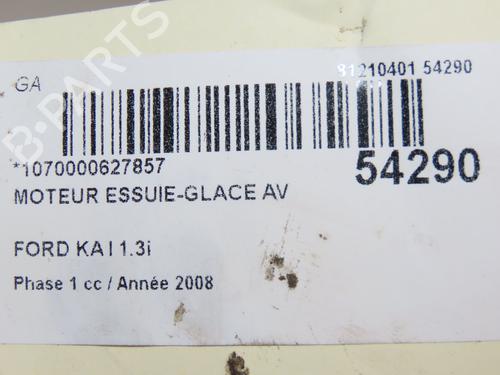 GA
81210401 54290
*1070000627857
54290
MOTEUR ESSUIE-GLACE AV
FORD KA I 1.3i
Phase 1 cc / Année 2008
B-PARTS